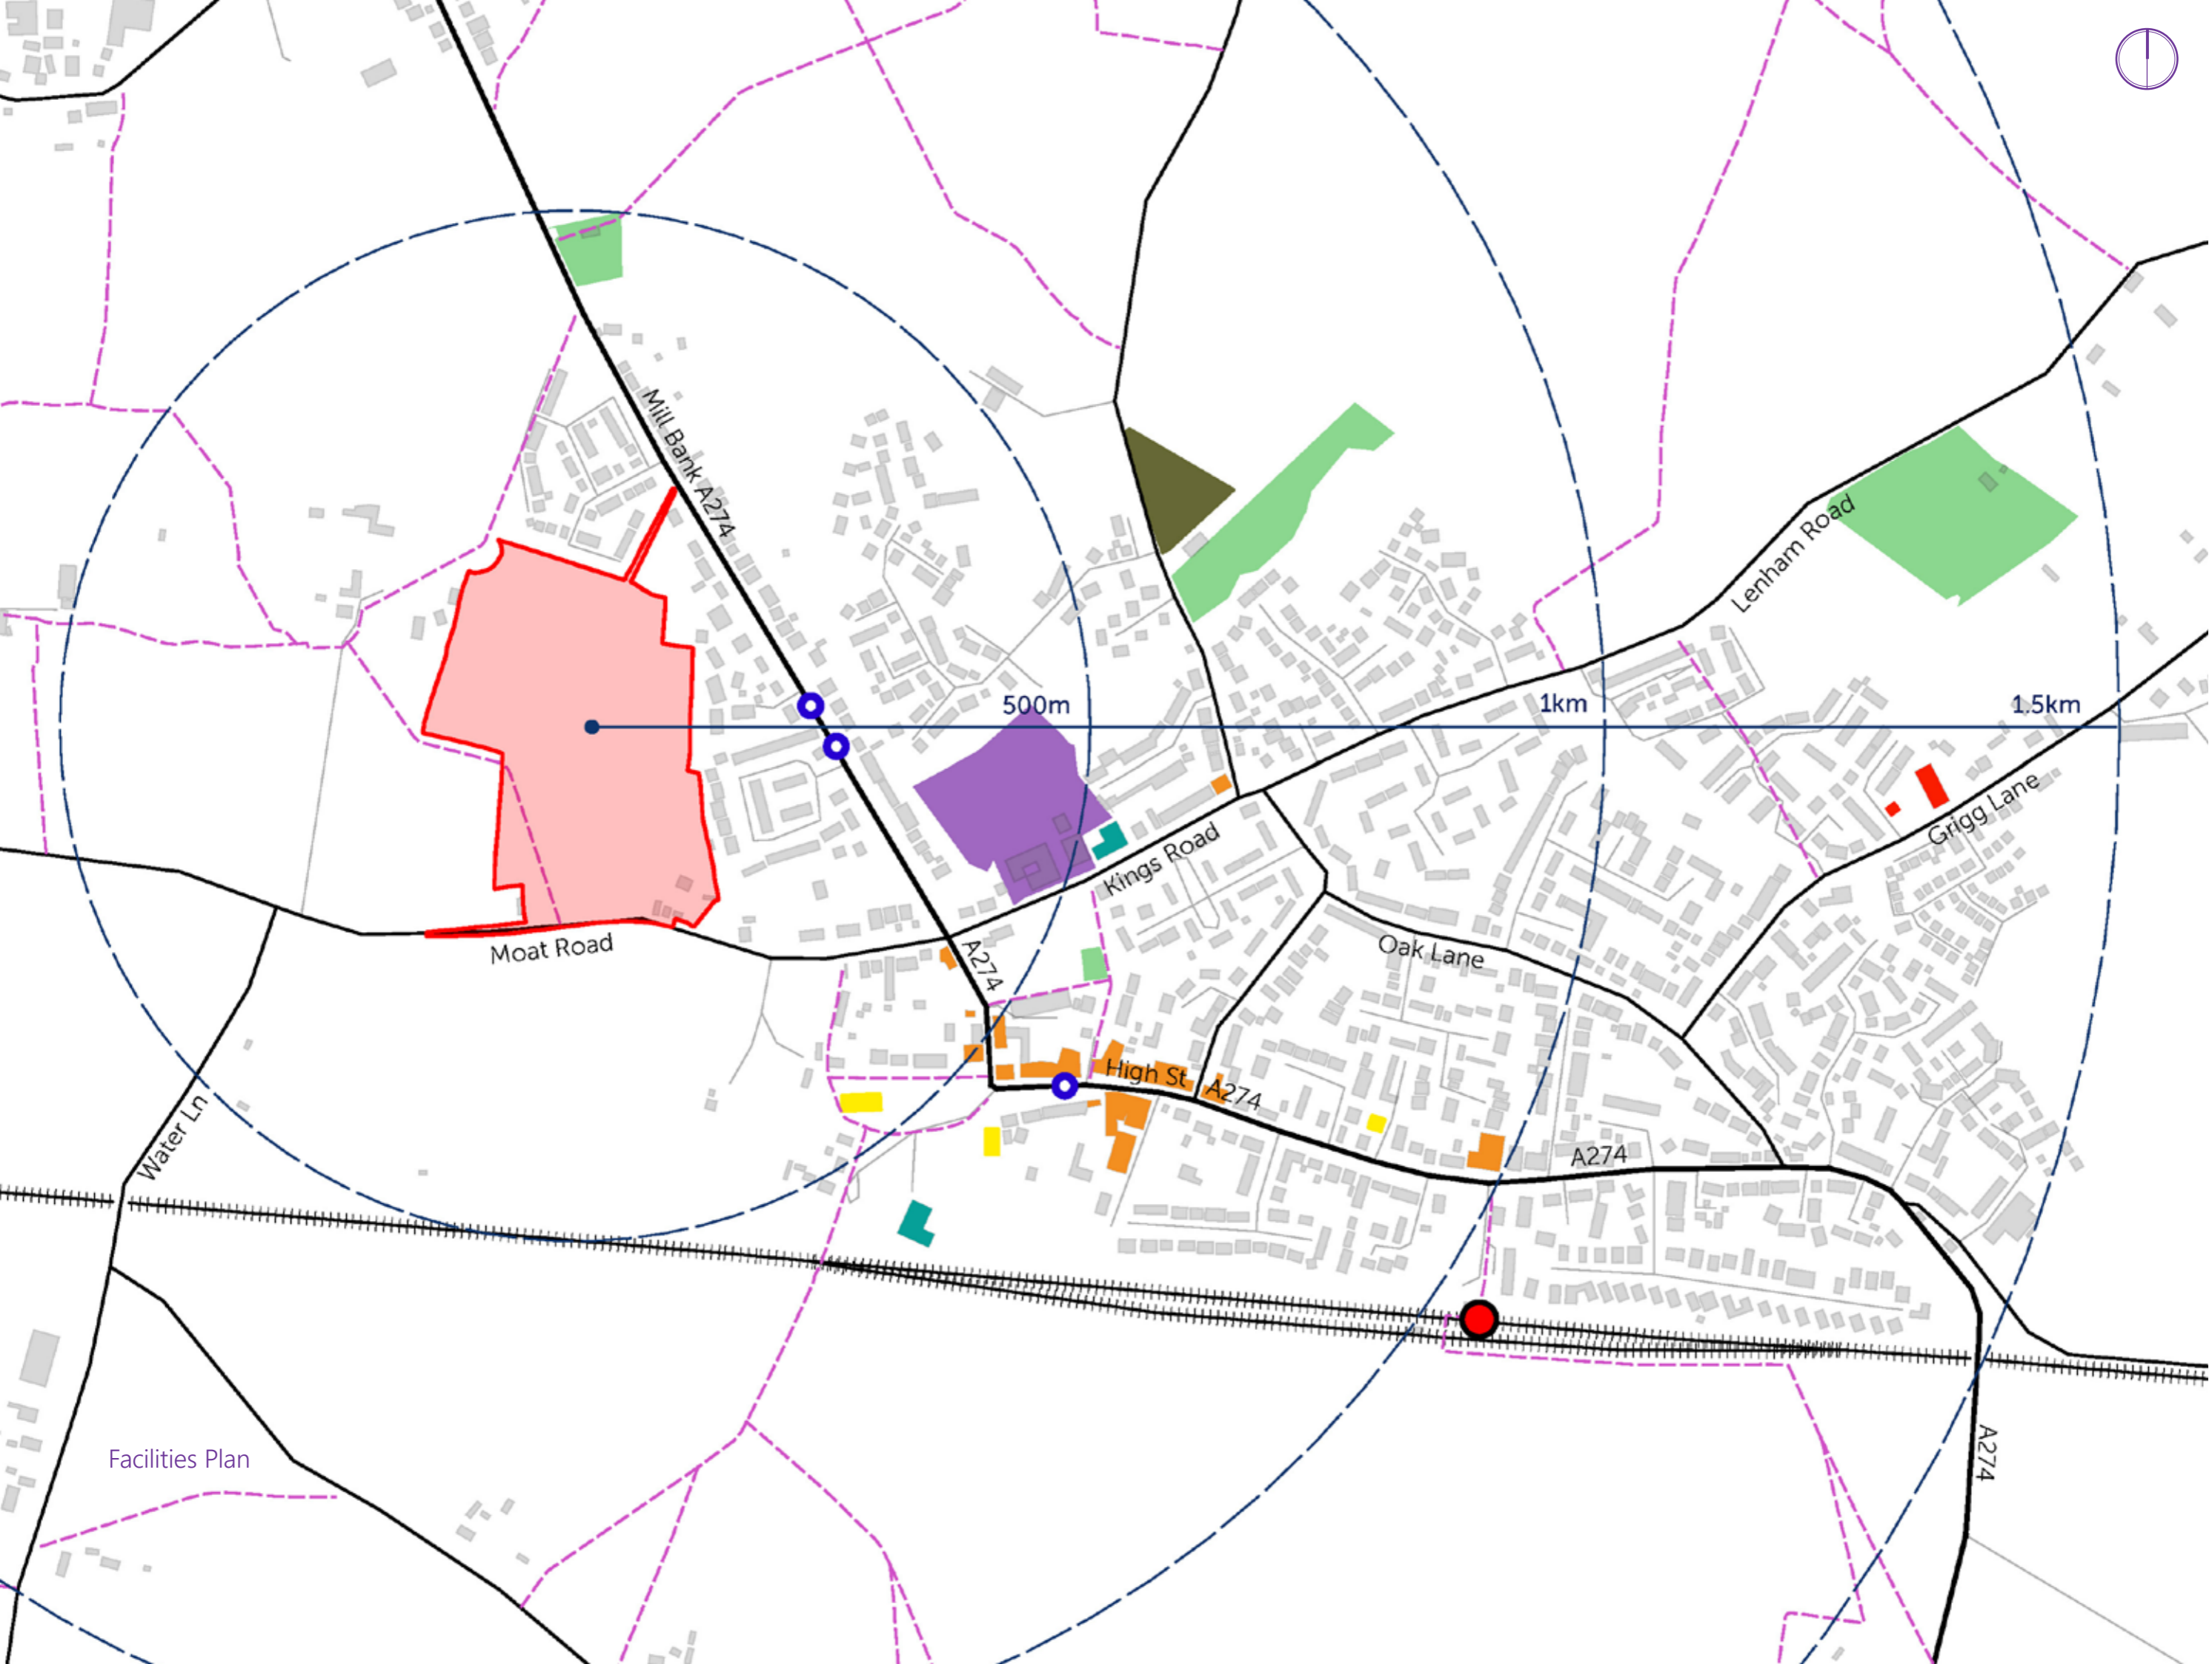 Mill Bank A274
Lenham Road
500m
1km
1.5km
Grigg Lane
Kings Road
Moat Road
A274
Oak Lane
High St
A274
Water Ln
A274
A274
Facilities Plan